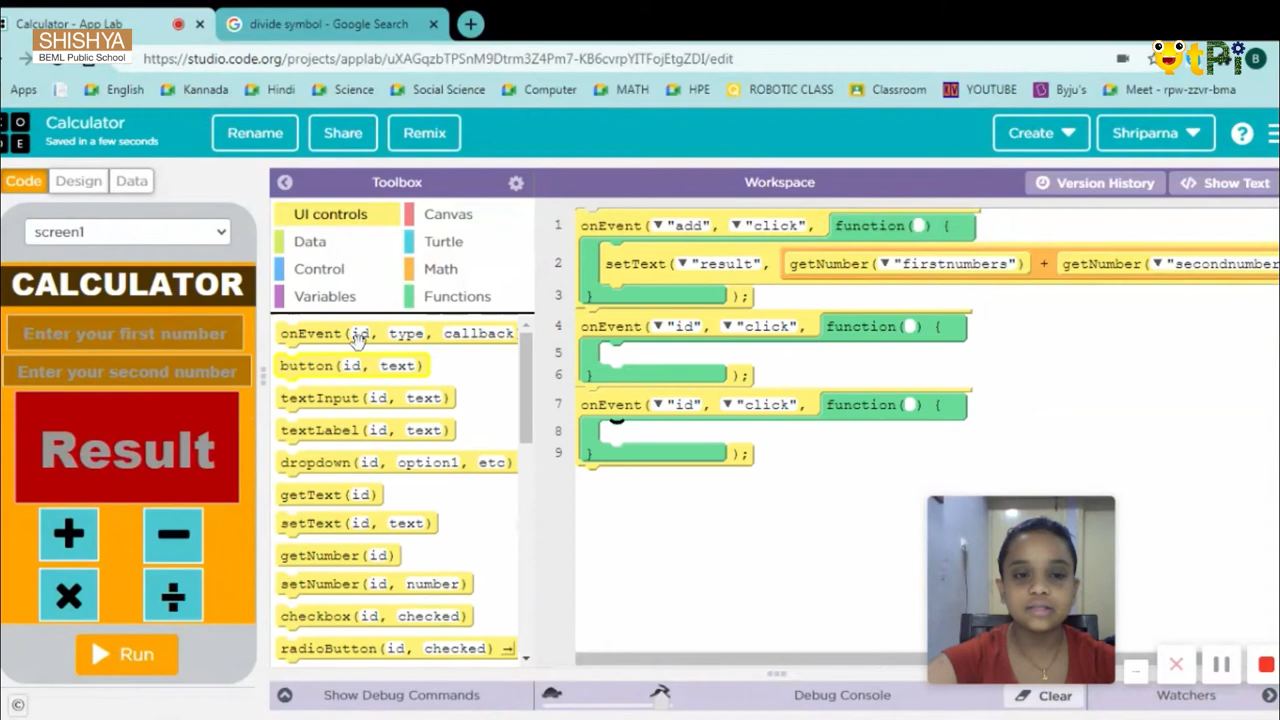 Calculator - App Lab
divide symbol - Google Search
SHISHYA
BEML Public School
https://studio.code.org/projects/applab/uXAGqzbTPSnM9Dtrm3Z4Pm7-KB6cvrpYITFojEtgZDI/edit
OtPi
B
Apps
English
Kannada
Hindi
Science
Social Science
Computer
MATH
HPE
ROBOTIC CLASS
Classroom
YOUTUBE
Byju's
Meet - rpw-zzvr-bma
C O
D E
Calculator
Saved in a few seconds
Rename
Share
Remix
Create
Shriparna
?
Code
Design
Data
Toolbox
Workspace
Version History
</> Show Text
screen1
CALCULATOR
Enter your first number
Enter your second number
Result
+
−
×
÷
Run
UI controls
Canvas
Data
Turtle
Control
Math
Variables
Functions
onEvent(id, type, callback
button(id, text)
textInput(id, text)
textLabel(id, text)
dropdown(id, option1, etc)
getText(id)
setText(id, text)
getNumber(id)
setNumber(id, number)
checkbox(id, checked)
radioButton(id, checked)
1 onEvent( "add", "click", function( ) {
2 setText( "result", getNumber( "firstnumbers") + getNumber( "secondnumber
3 } );
4 onEvent( "id", "click", function( ) {
5
6 } );
7 onEvent( "id", "click", function( ) {
8
9 } );
©
Show Debug Commands
Debug Console
Clear
Watchers